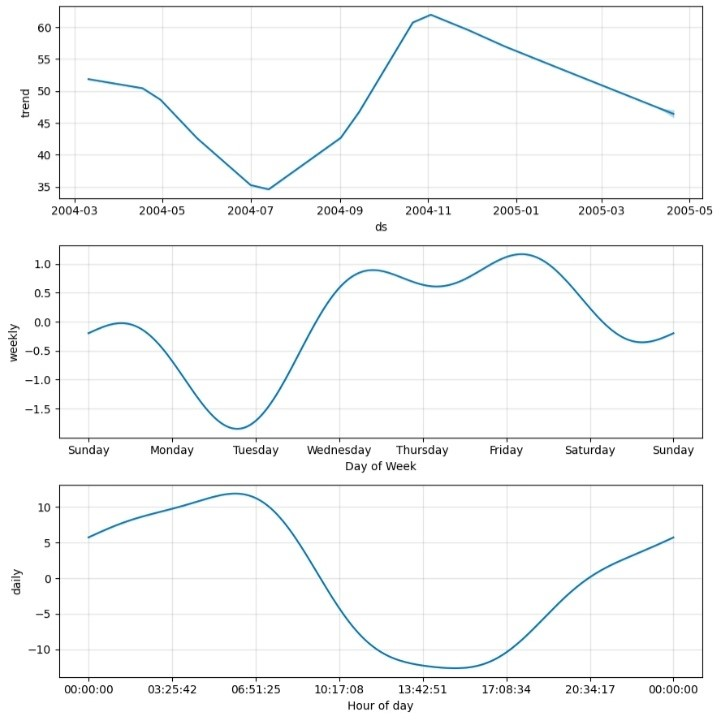 60
55
50
45
40
35
trend
2004-03 2004-05 2004-07 2004-09 2004-11 2005-01 2005-03 2005-05
ds
1.0
0.5
0.0
−0.5
−1.0
−1.5
weekly
Sunday Monday Tuesday Wednesday Thursday Friday Saturday Sunday
Day of Week
10
5
0
−5
−10
daily
00:00:00 03:25:42 06:51:25 10:17:08 13:42:51 17:08:34 20:34:17 00:00:00
Hour of day